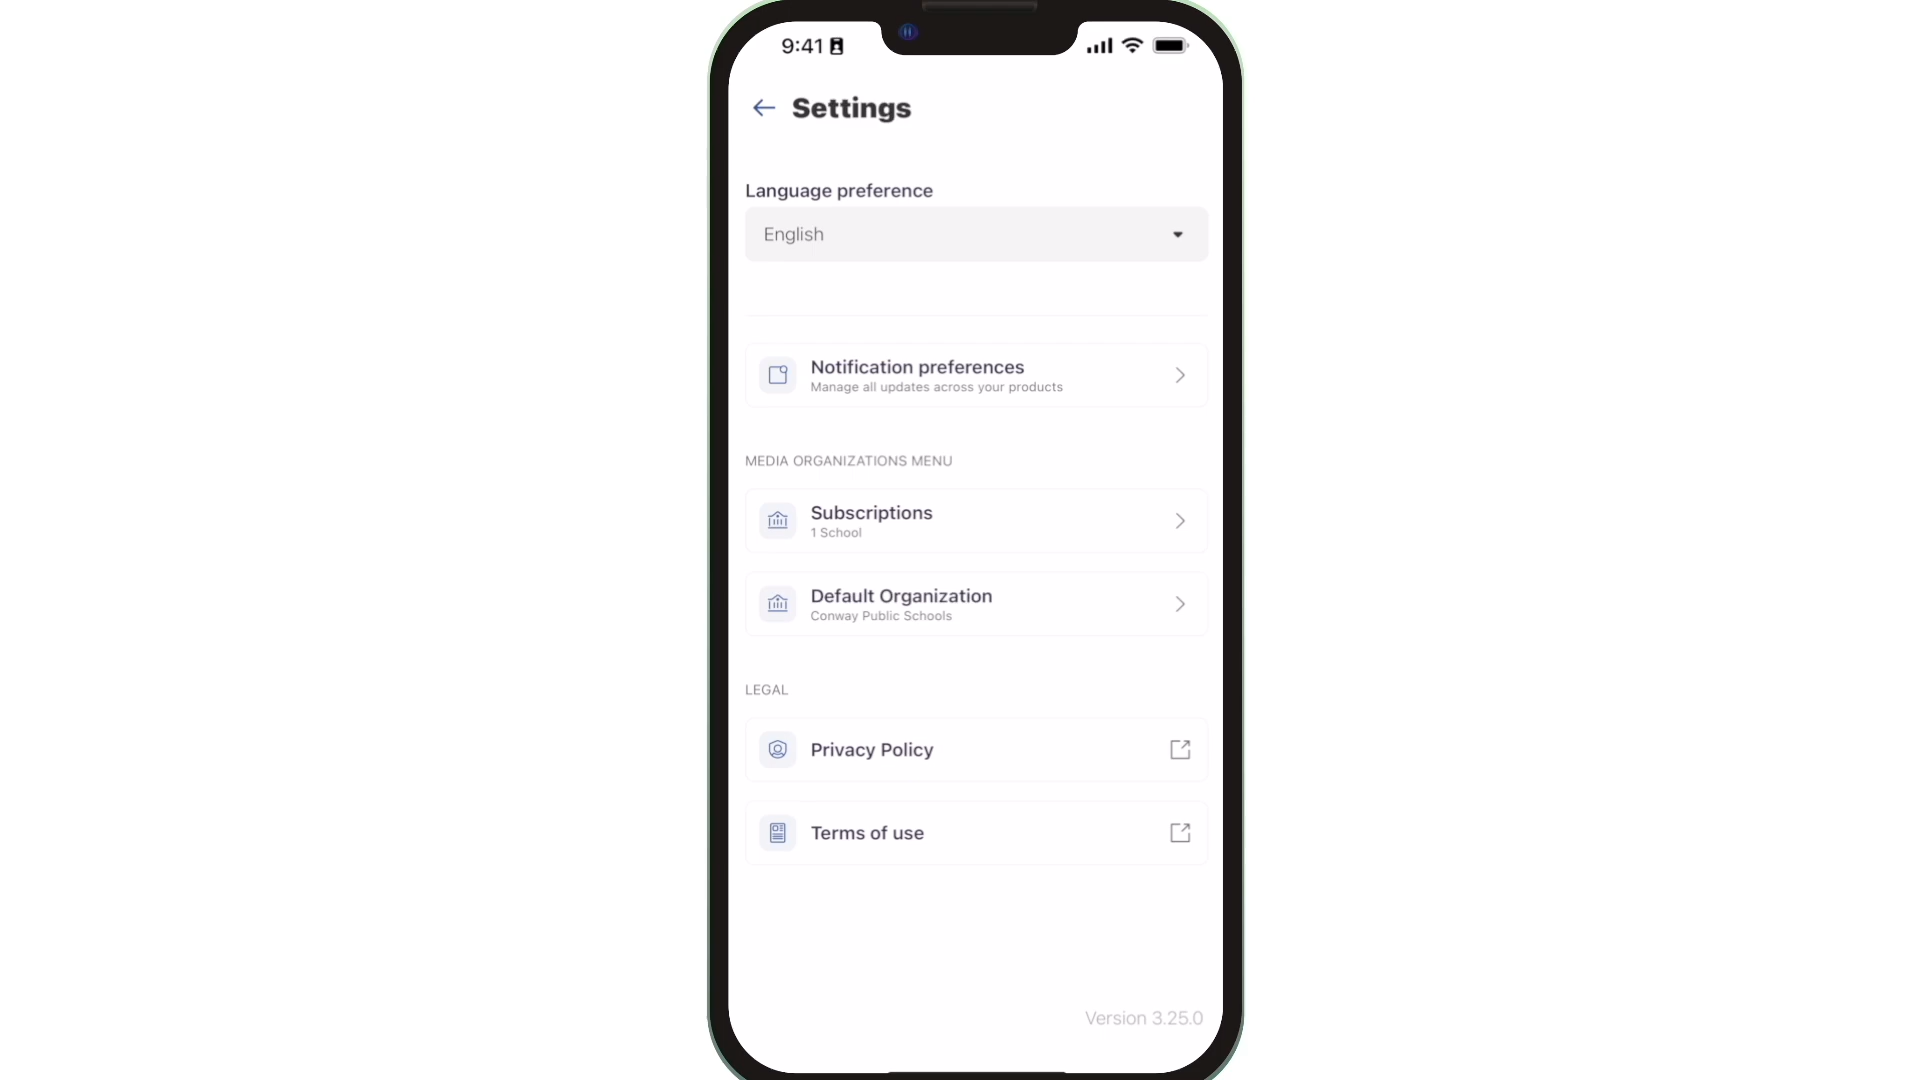 9:41
Settings
Language preference
English
Notification preferences
Manage all updates across your products
MEDIA ORGANIZATIONS MENU
Subscriptions
1 School
Default Organization
Conway Public Schools
LEGAL
Privacy Policy
Terms of use
Version 3.25.0